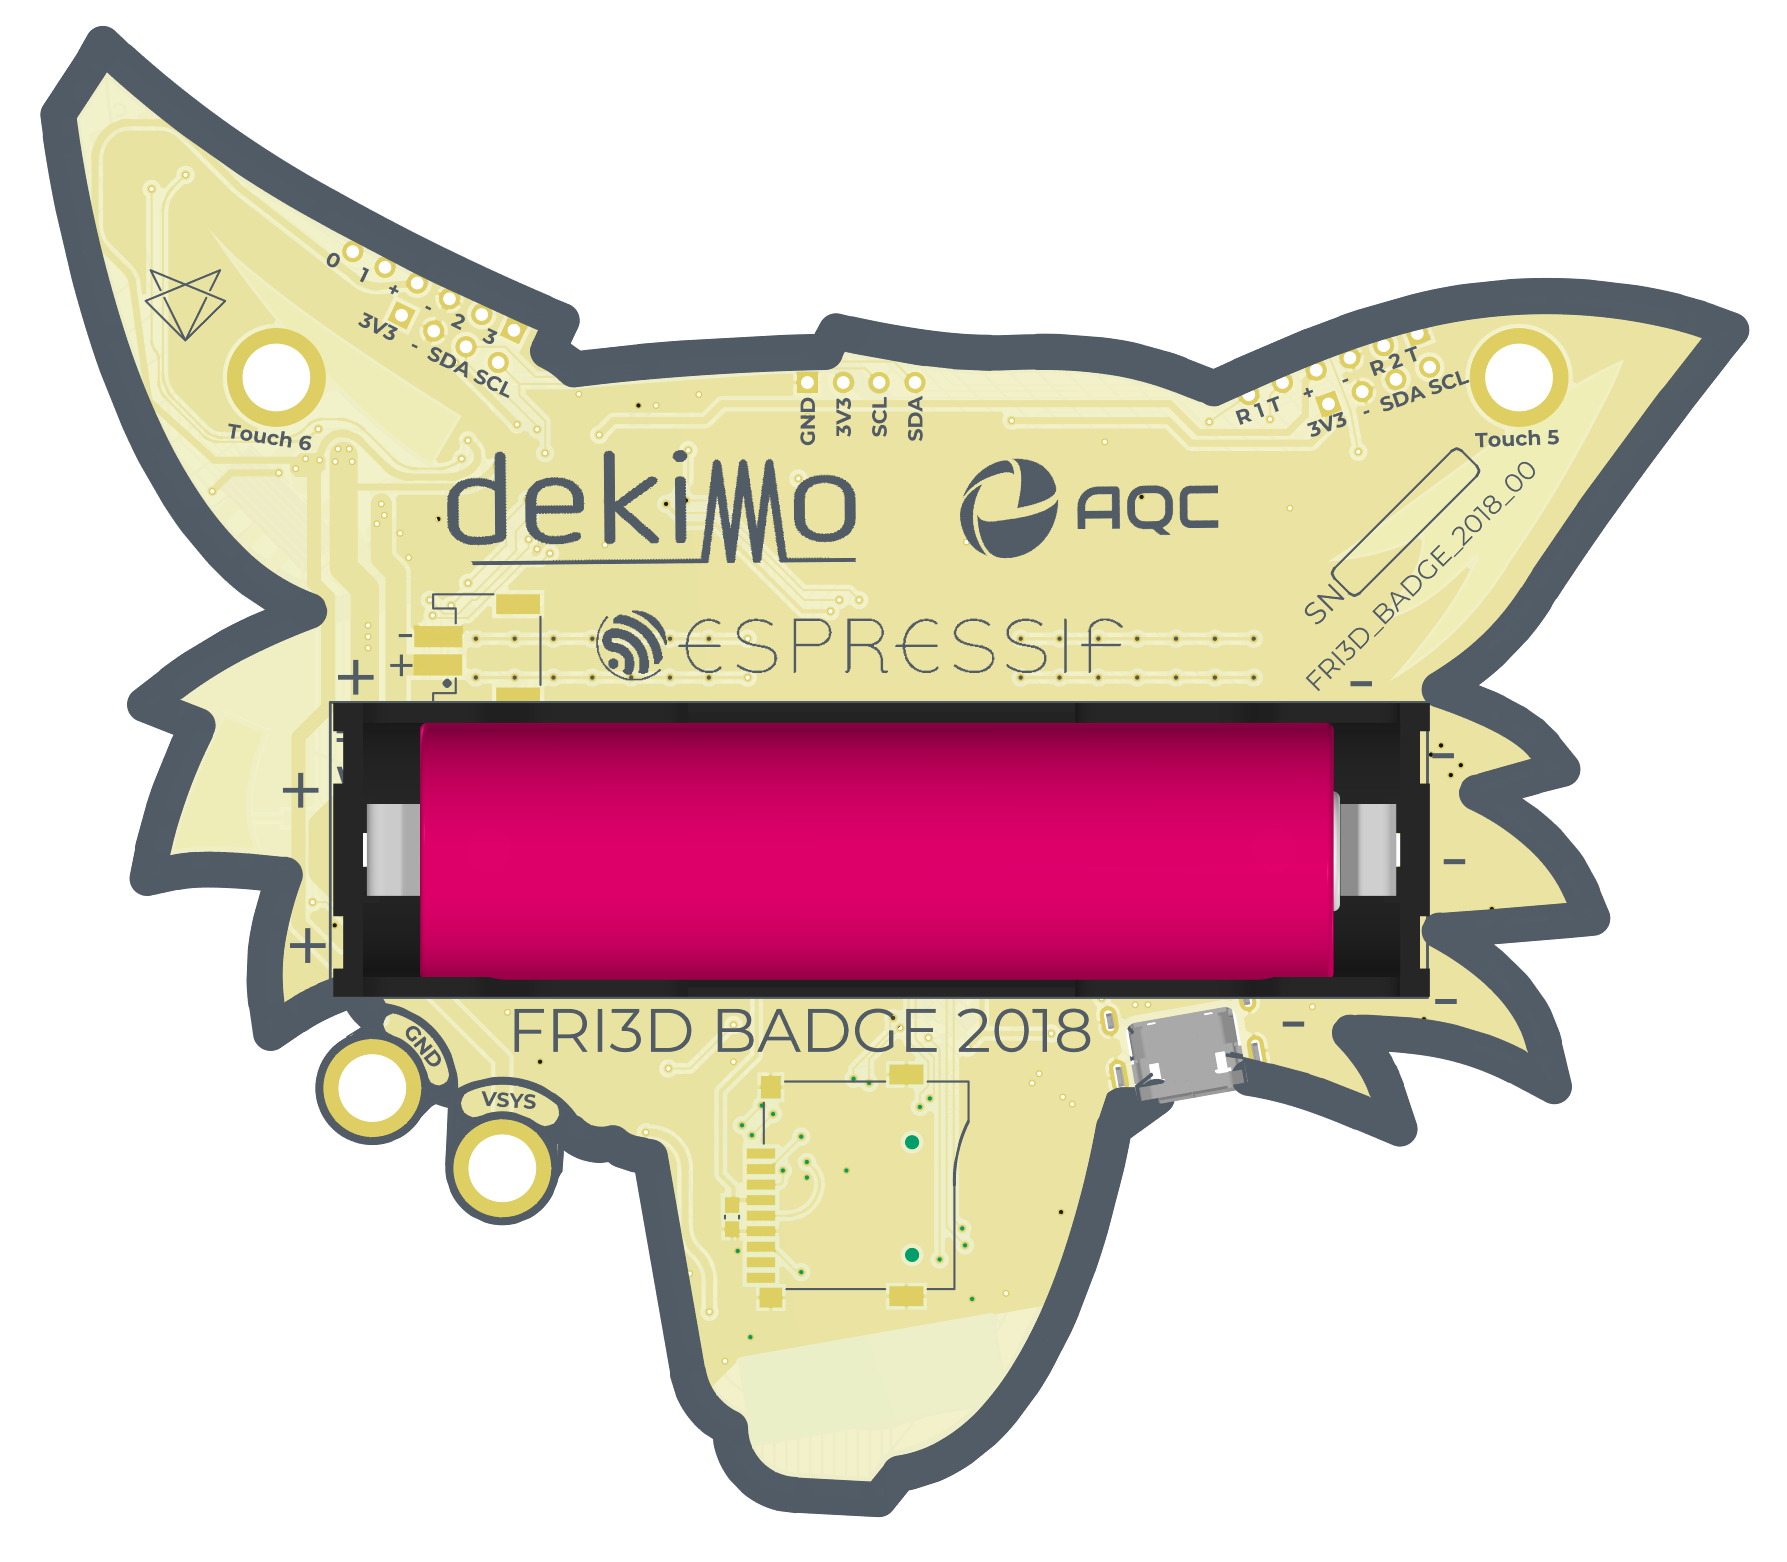 0 1 + - 2 3
3V3 - SDA SCL
Touch 6
GND
3V3
SCL
SDA
R 1 T + - R 2 T
3V3 - SDA SCL
Touch 5
dekimo
AQC
SN
FRI3D_BADGE_2018_00
-
+
ESPRESSIF
+
-
+
+
-
-
-
-
FRI3D BADGE 2018
GND
VSYS